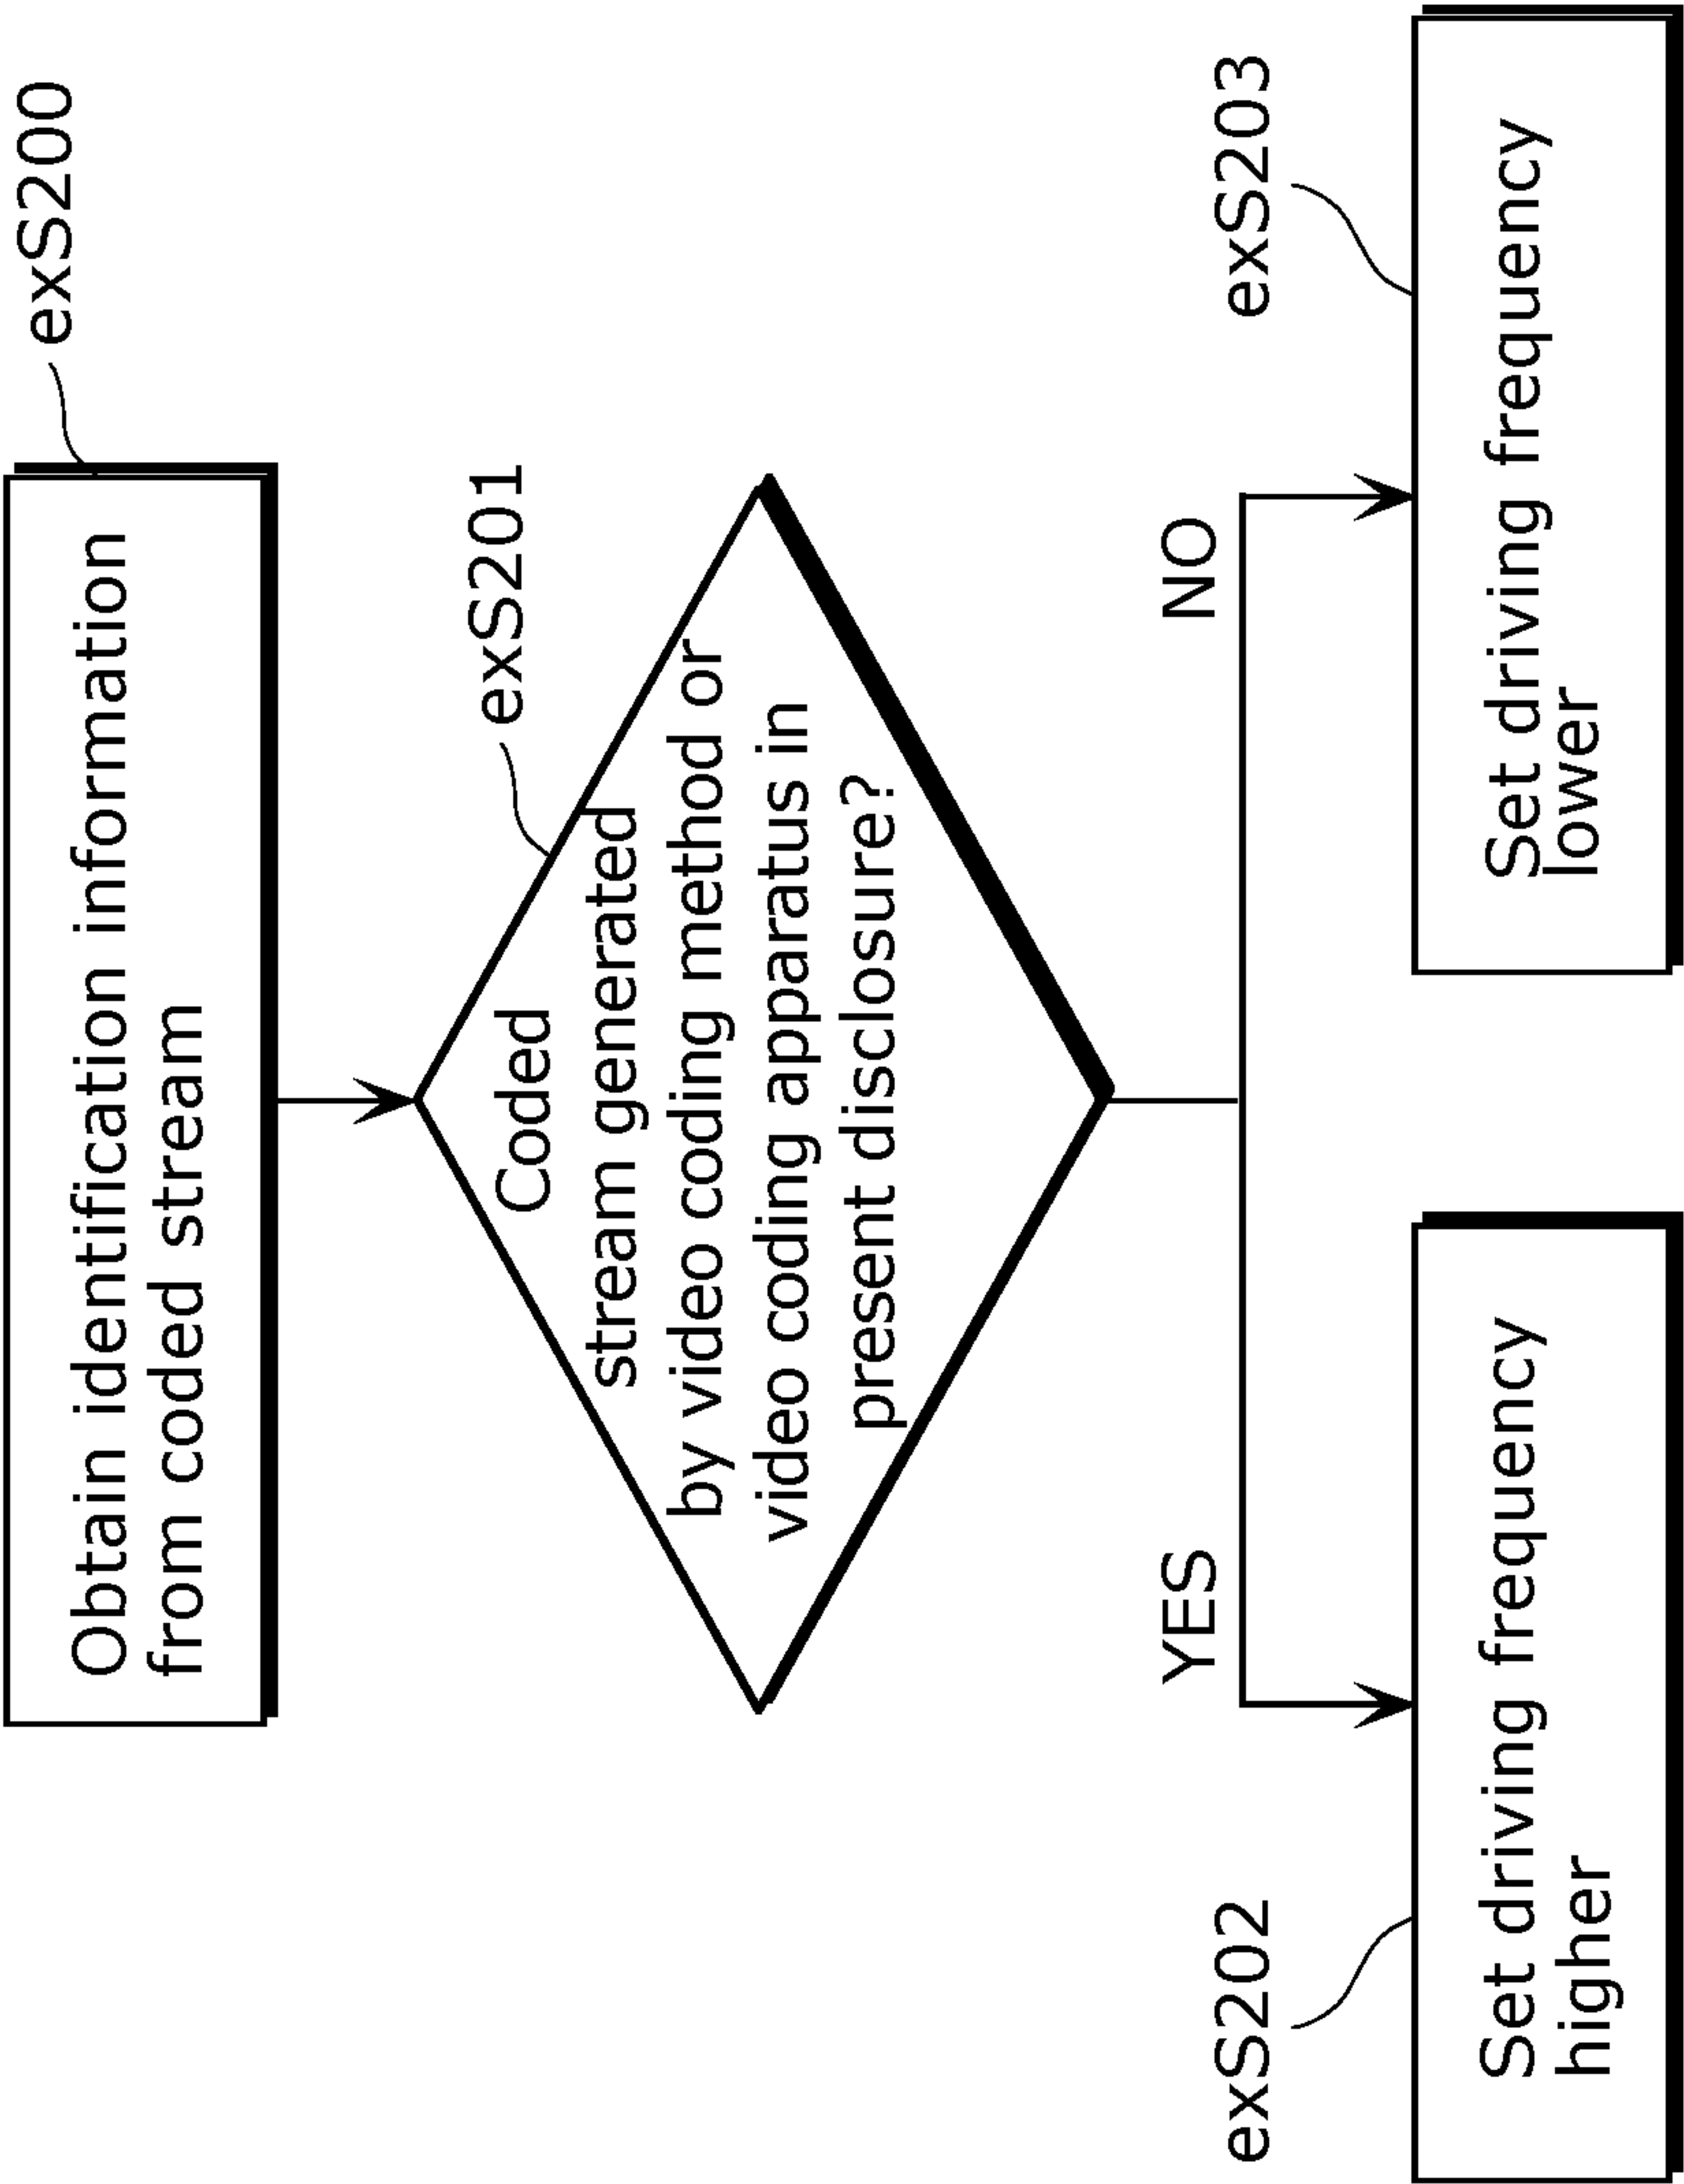 exS200
Obtain identification information
from coded stream
exS201
Coded
stream generated
by video coding method or
video coding apparatus in
present disclosure?
YES
NO
exS202
exS203
Set driving frequency
higher
Set driving frequency
lower